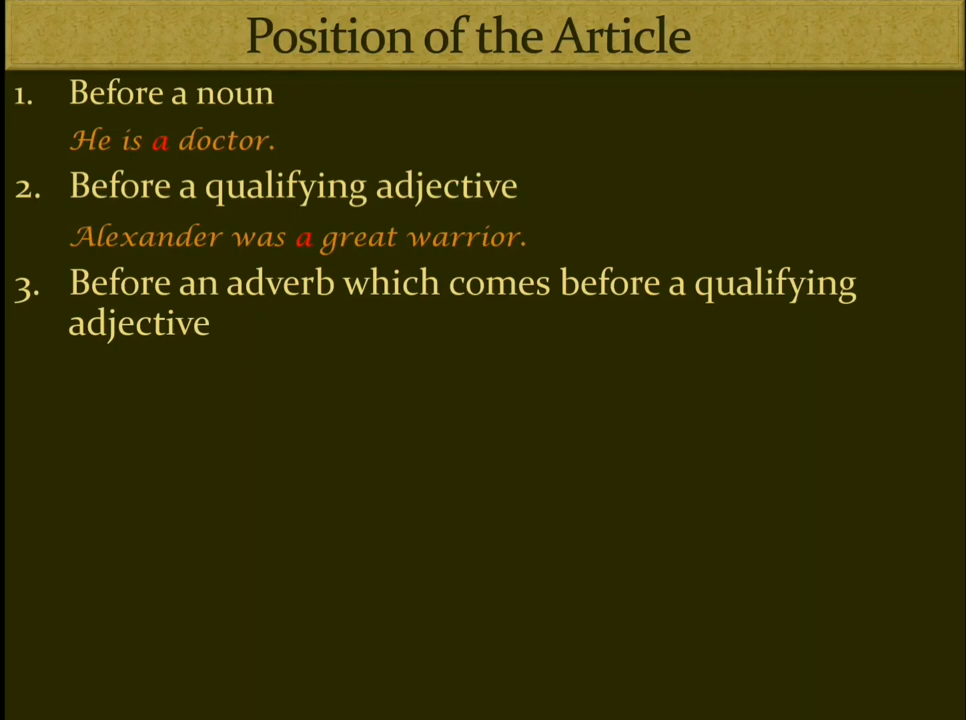 Position of the Article
1. Before a noun
He is a doctor.
2. Before a qualifying adjective
Alexander was a great warrior.
3. Before an adverb which comes before a qualifying
adjective